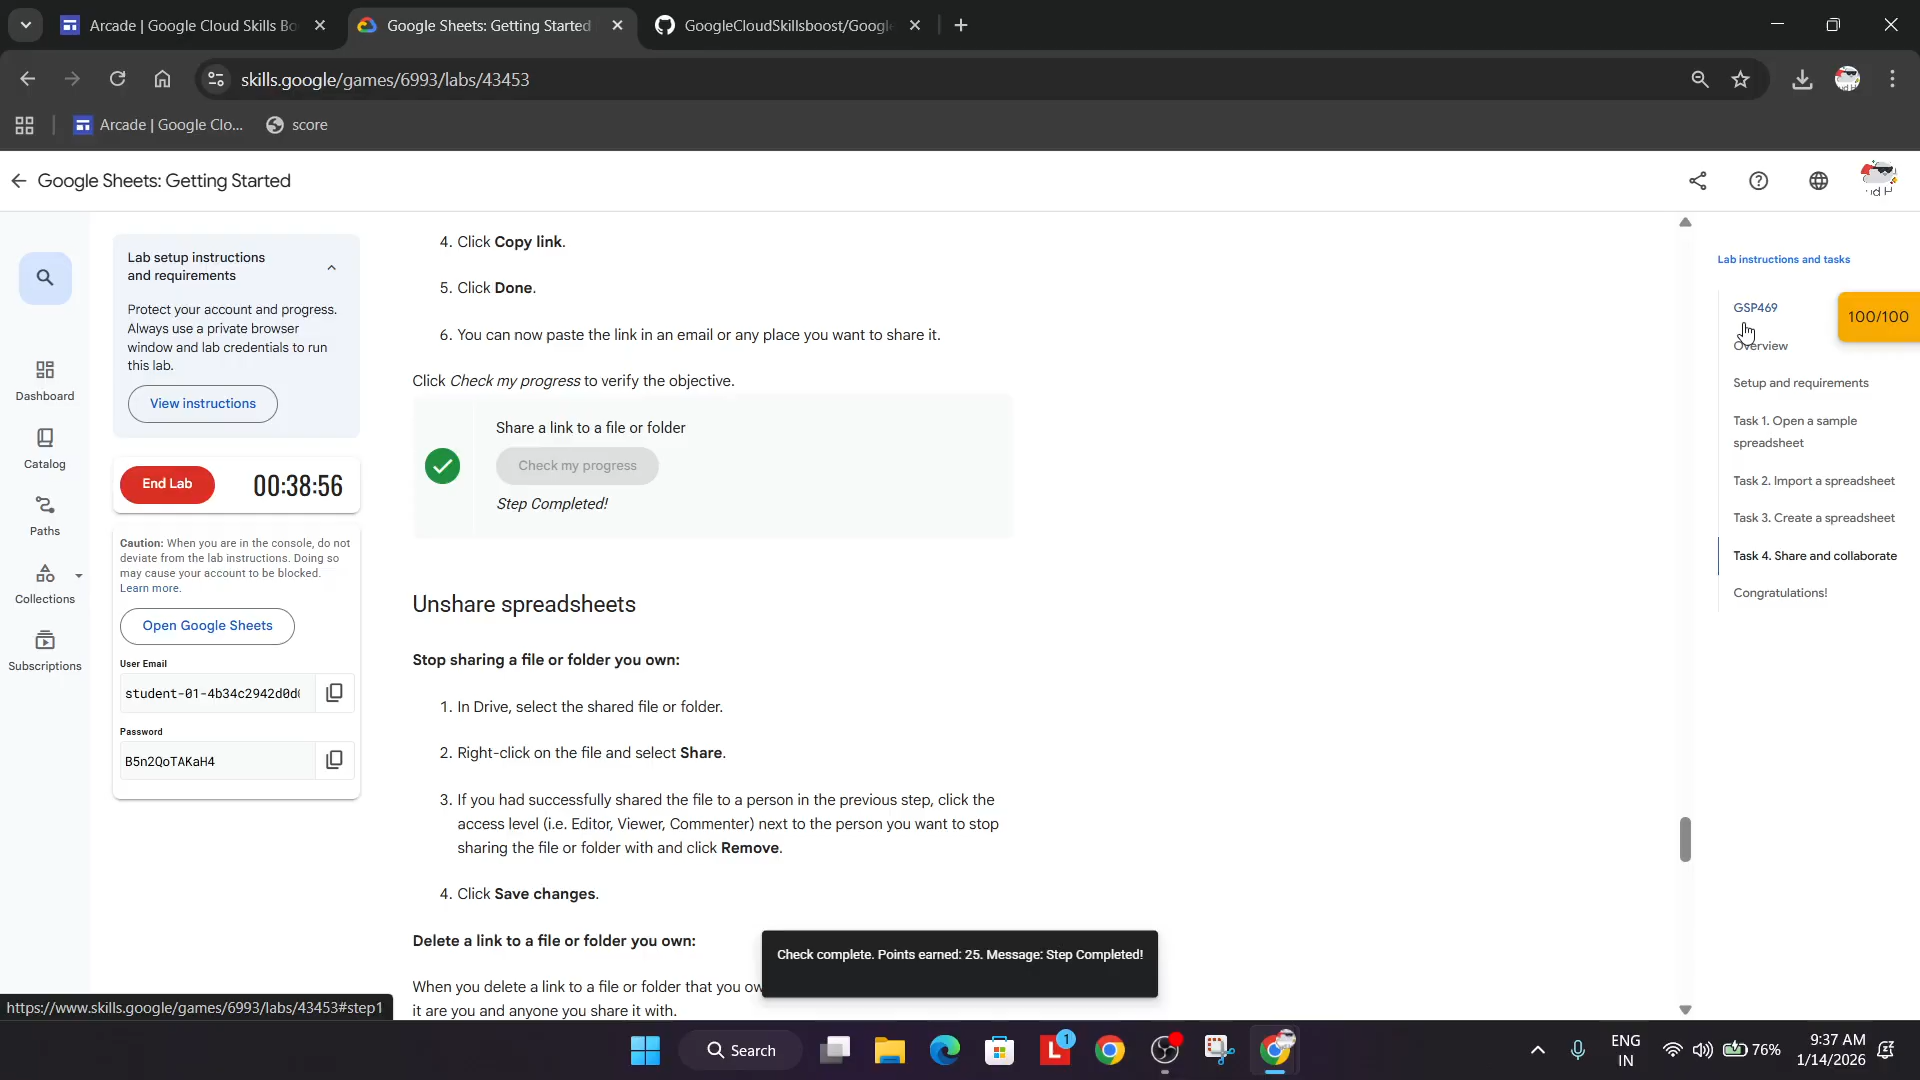 Arcade | Google Cloud Skills Bo
Google Sheets: Getting Started
GoogleCloudSkillsboost/Googl
skills.google/games/6993/labs/43453
Arcade | Google Clo...
score
Google Sheets: Getting Started
Lab setup instructions
and requirements
Protect your account and progress.
Always use a private browser
window and lab credentials to run
this lab.
View instructions
End Lab
00:38:56
Caution: When you are in the console, do not
deviate from the lab instructions. Doing so
may cause your account to be blocked.
Learn more.
Open Google Sheets
User Email
student-01-4b34c2942d0d
Password
B5n2QoTAKaH4
Dashboard
Catalog
Paths
Collections
Subscriptions
4. Click Copy link.
5. Click Done.
6. You can now paste the link in an email or any place you want to share it.
Click Check my progress to verify the objective.
Share a link to a file or folder
Check my progress
Step Completed!
Unshare spreadsheets
Stop sharing a file or folder you own:
1. In Drive, select the shared file or folder.
2. Right-click on the file and select Share.
3. If you had successfully shared the file to a person in the previous step, click the
access level (i.e. Editor, Viewer, Commenter) next to the person you want to stop
sharing the file or folder with and click Remove.
4. Click Save changes.
Delete a link to a file or folder you own:
When you delete a link to a file or folder that you ow
it are you and anyone you share it with.
Check complete. Points earned: 25. Message: Step Completed!
Lab instructions and tasks
GSP469
100/100
Overview
Setup and requirements
Task 1. Open a sample
spreadsheet
Task 2. Import a spreadsheet
Task 3. Create a spreadsheet
Task 4. Share and collaborate
Congratulations!
https://www.skills.google/games/6993/labs/43453#step1
Search
1
ENG
IN
76%
9:37 AM
1/14/2026